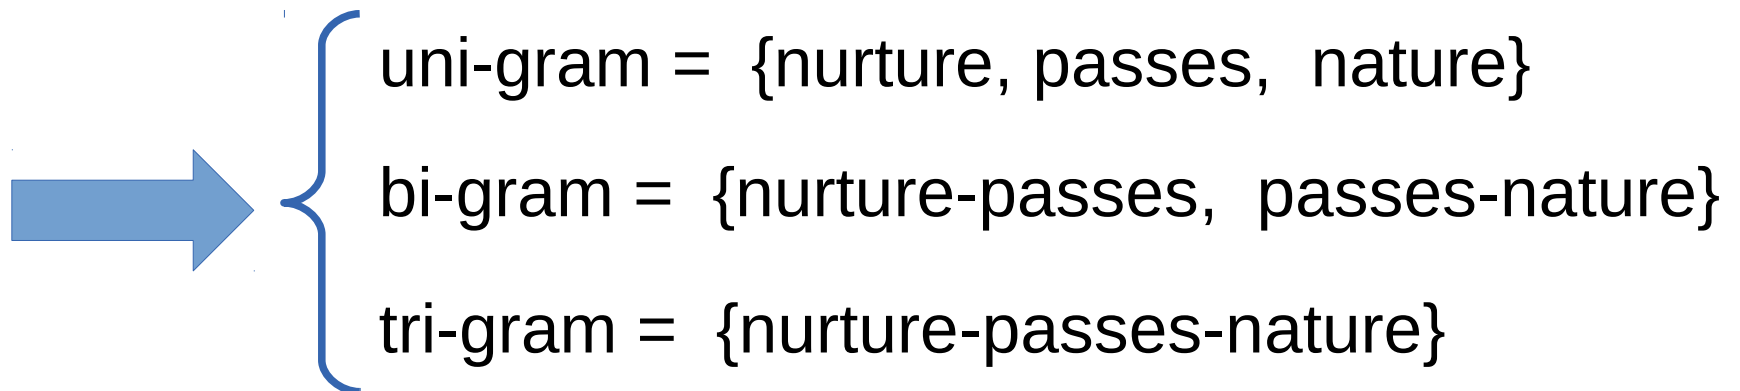 uni-gram = {nurture, passes, nature}
bi-gram = {nurture-passes, passes-nature}
tri-gram = {nurture-passes-nature}